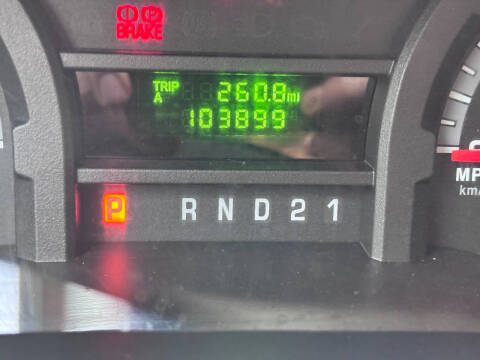 BRAKE
TRIP 260.8 mi
A
103899
P R N D 2 1
MP
km/